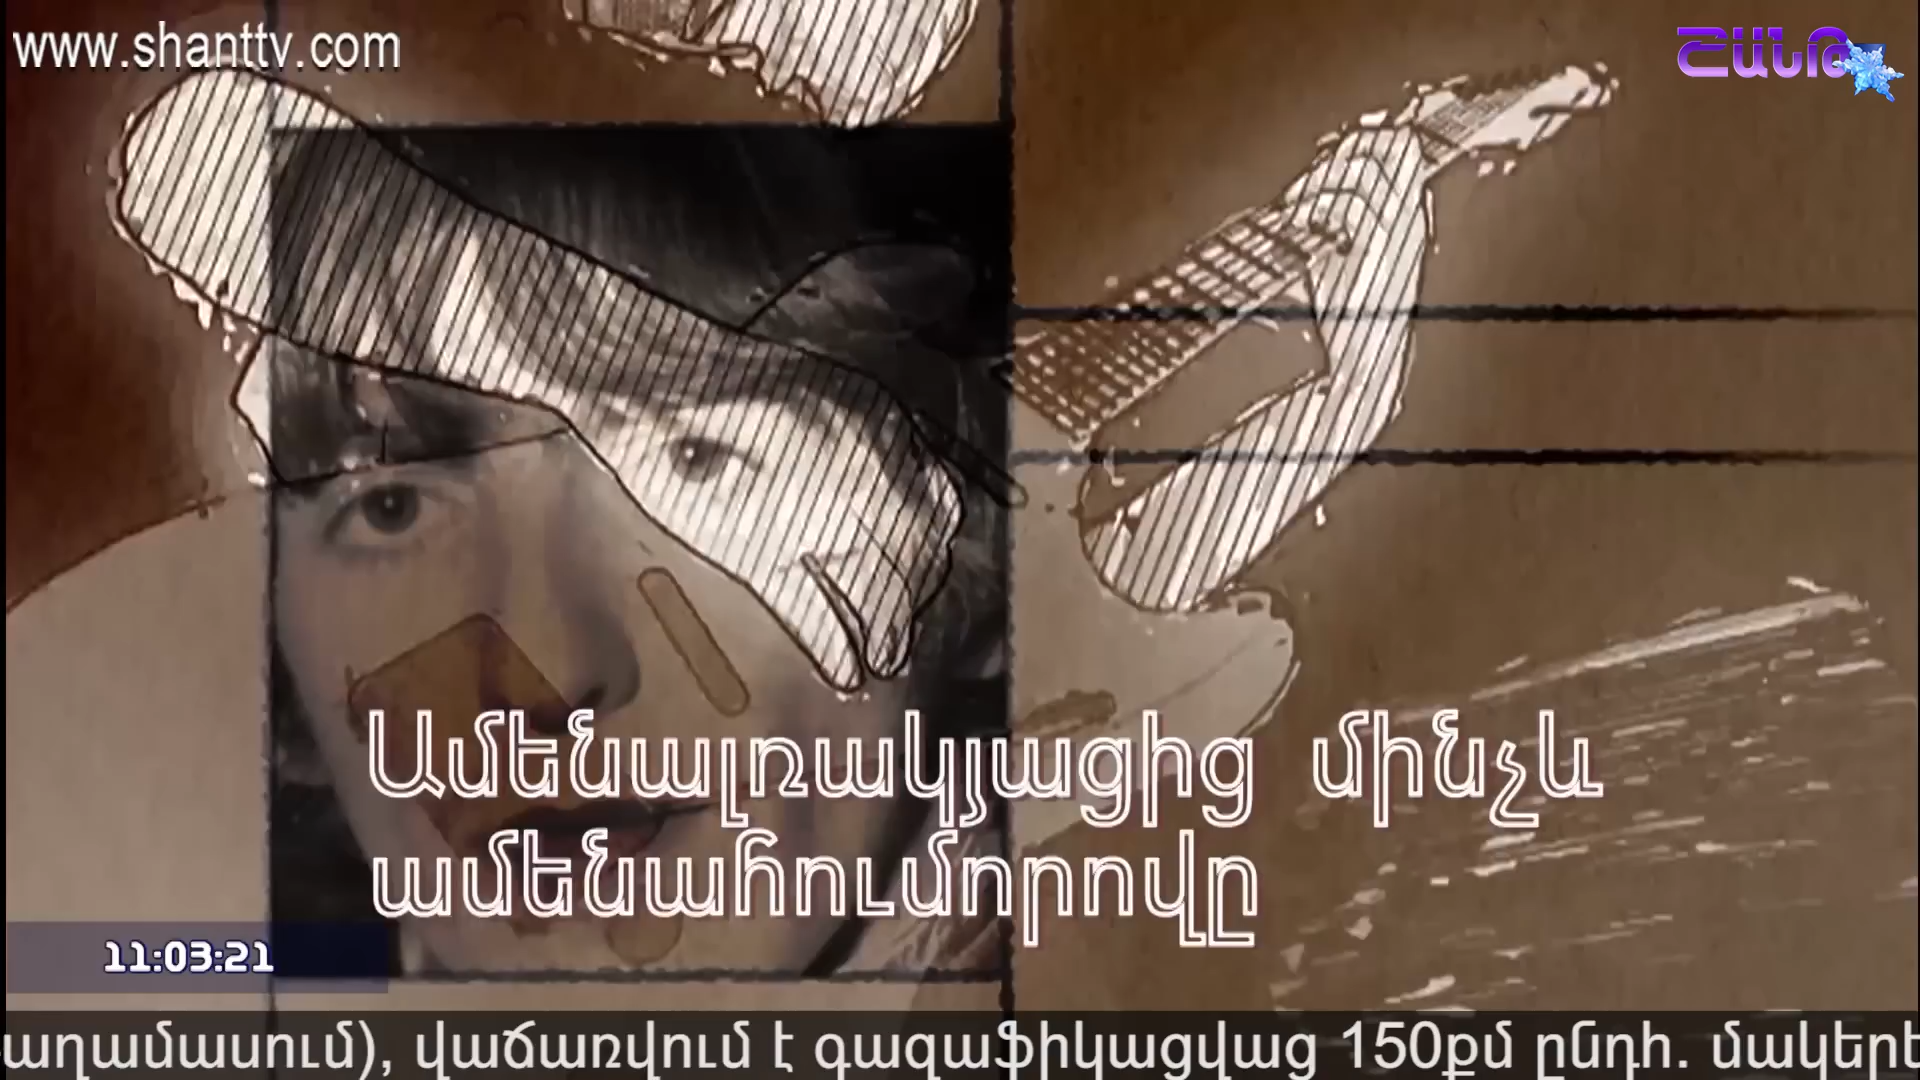 www.shanttv.com
ՇԱՆԹ
Ամենալռակյացից մինչև
ամենահումորովը
11:03:21
աղամասում), վաճառվում է գազաֆիկացված 150քմ ընդհ. մակերե